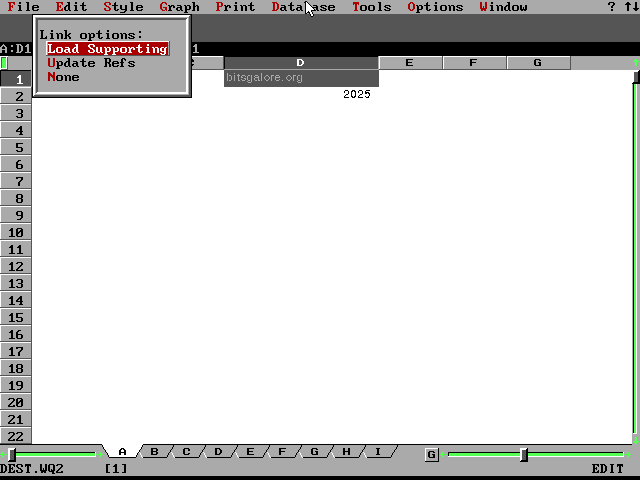 File Edit Style Graph Print Database Tools Options Window ? ↑↓
Link options:
Load Supporting
Update Refs
None
A:D1 1
C D E F G
1 bitsgalore.org
2 2025
3
4
5
6
7
8
9
10
11
12
13
14
15
16
17
18
19
20
21
22
A B C D E F G H I G
DEST.WQ2 [1] EDIT